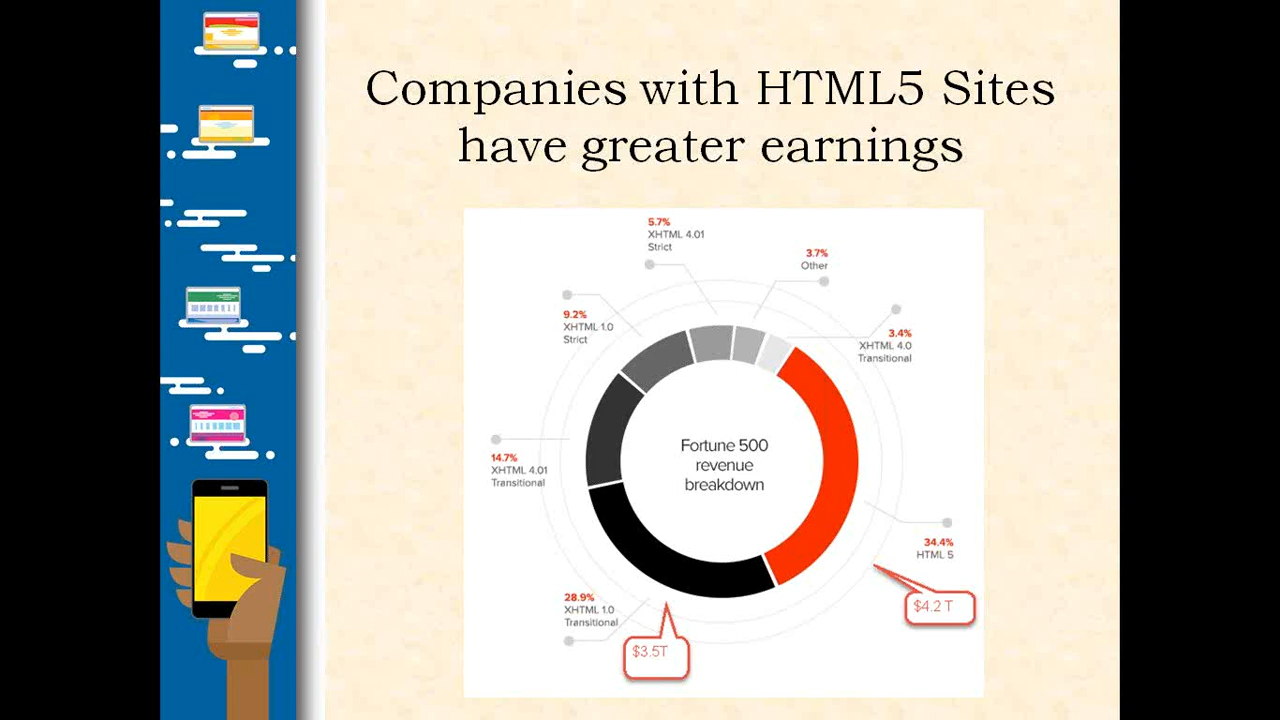 Companies with HTML5 Sites
have greater earnings
5.7%
XHTML 4.01
Strict
3.7%
Other
9.2%
XHTML 1.0
Strict
3.4%
XHTML 4.0
Transitional
Fortune 500
revenue
breakdown
14.7%
XHTML 4.01
Transitional
34.4%
HTML 5
28.9%
XHTML 1.0
Transitional
$4.2 T
$3.5T